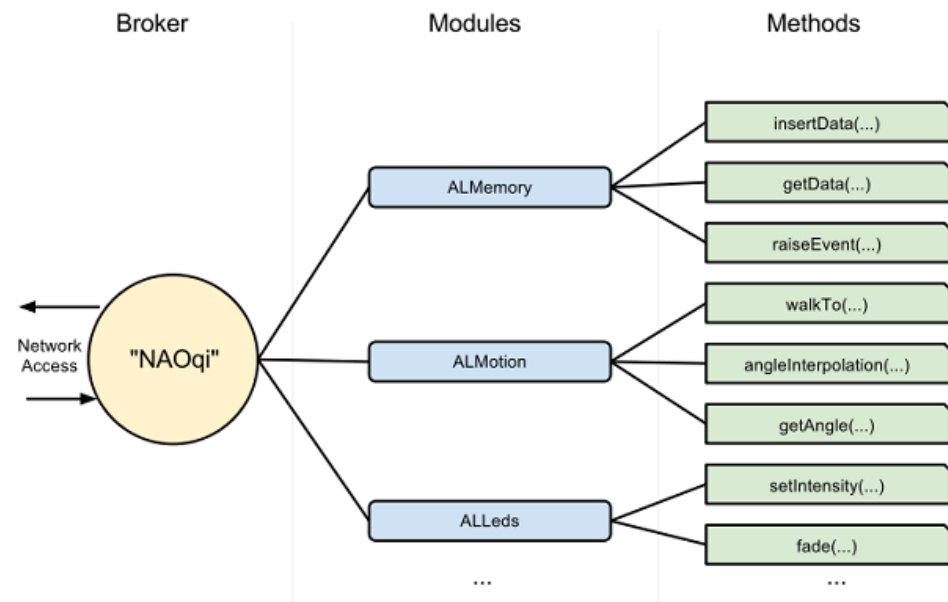 Broker
Modules
Methods
insertData(...)
ALMemory
getData(...)
raiseEvent(...)
walkTo(...)
Network
Access
"NAOqi"
ALMotion
angleInterpolation(...)
getAngle(...)
setIntensity(...)
ALLeds
fade(...)
...
...